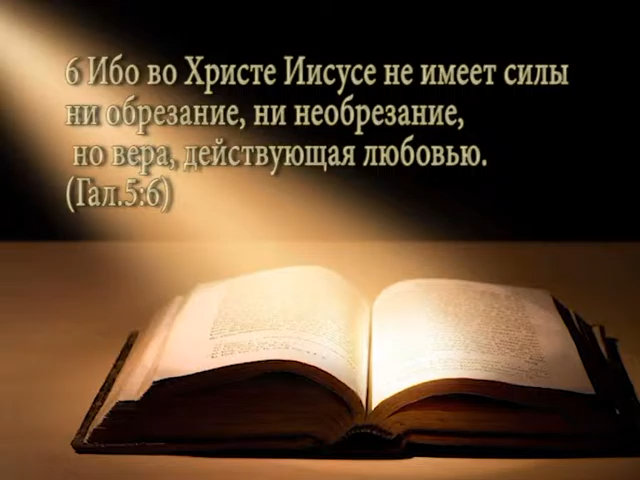 6 Ибо во Христе Иисусе не имеет силы
ни обрезание, ни необрезание,
но вера, действующая любовью.
(Гал.5:6)